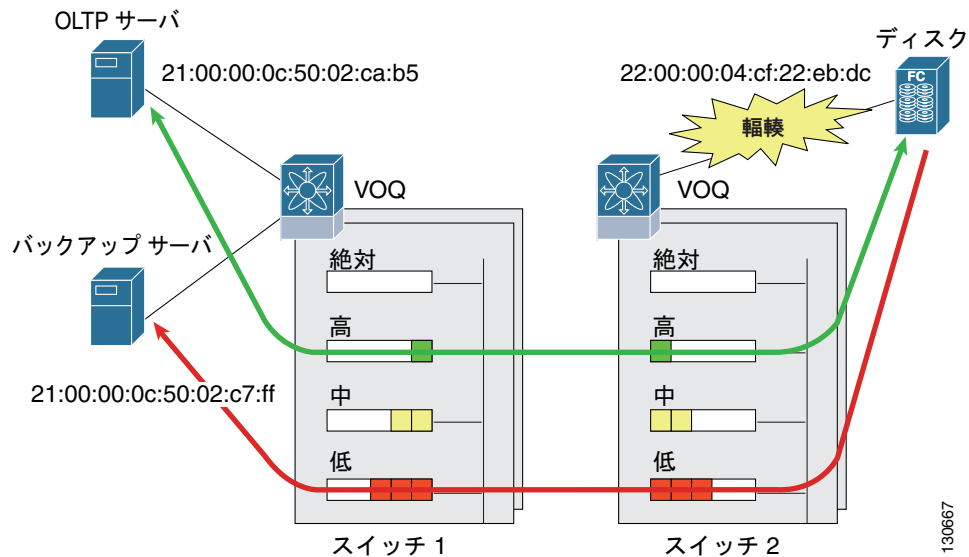 OLTP サーバ
ディスク
21:00:00:0c:50:02:ca:b5
22:00:00:04:cf:22:eb:dc
FC
輻輳
VOQ
VOQ
バックアップ サーバ
絶対
絶対
高
高
21:00:00:0c:50:02:c7:ff
中
中
低
低
スイッチ 1
スイッチ 2
130667